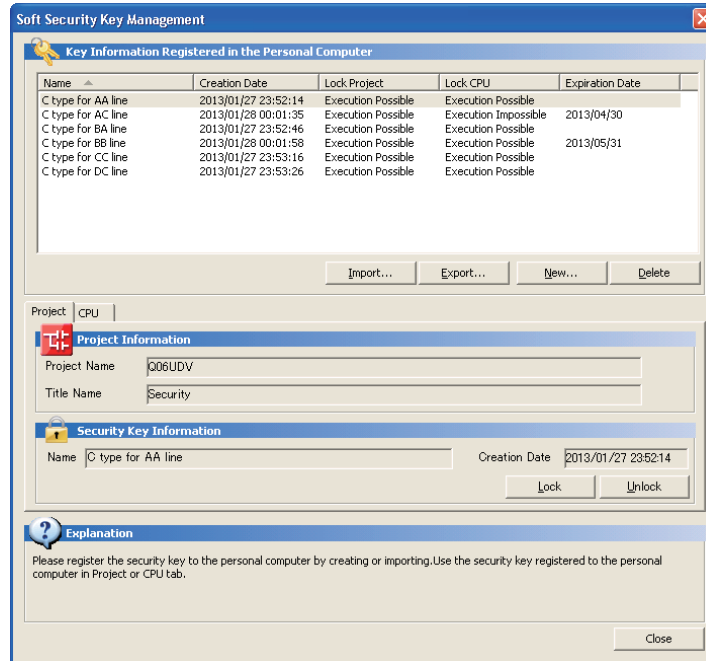 Soft Security Key Management
Key Information Registered in the Personal Computer
Name Creation Date Lock Project Lock CPU Expiration Date
C type for AA line 2013/01/27 23:52:14 Execution Possible Execution Possible
C type for AC line 2013/01/28 00:01:35 Execution Possible Execution Impossible 2013/04/30
C type for BA line 2013/01/27 23:52:46 Execution Possible Execution Possible
C type for BB line 2013/01/28 00:01:58 Execution Possible Execution Possible 2013/05/31
C type for CC line 2013/01/27 23:53:16 Execution Possible Execution Possible
C type for DC line 2013/01/27 23:53:26 Execution Possible Execution Possible
Import... Export... New... Delete
Project CPU
Project Information
Project Name Q06UDV
Title Name Security
Security Key Information
Name C type for AA line Creation Date 2013/01/27 23:52:14
Lock Unlock
Explanation
Please register the security key to the personal computer by creating or importing.Use the security key registered to the personal
computer in Project or CPU tab.
Close